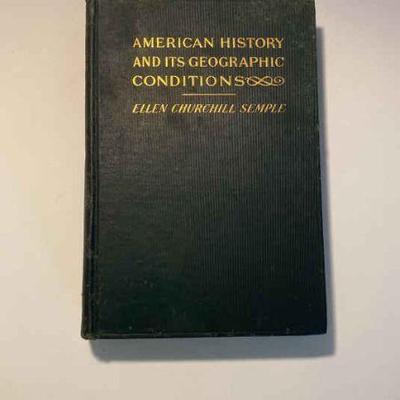 AMERICAN HISTORY
AND ITS GEOGRAPHIC
CONDITIONS
ELLEN CHURCHILL SEMPLE